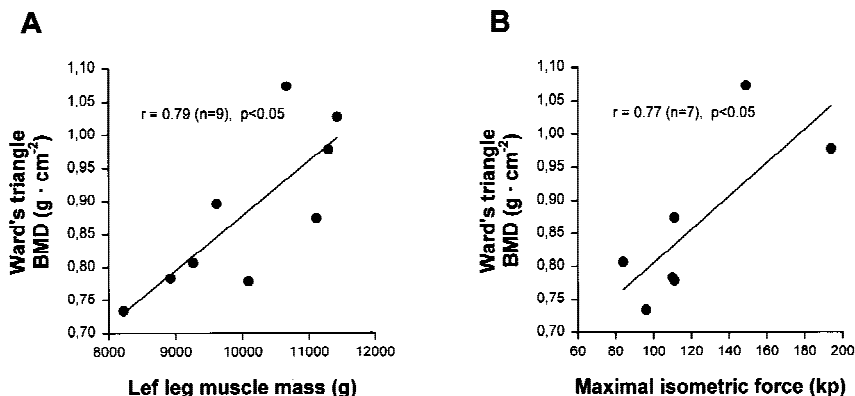 A
Ward's triangle
BMD (g · cm-2)
1,10
1,05
1,00
0,95
0,90
0,85
0,80
0,75
0,70
r = 0.79 (n=9), p<0.05
8000 9000 10000 11000 12000
Lef leg muscle mass (g)
B
Ward's triangle
BMD (g · cm-2)
1,10
1,05
1,00
0,95
0,90
0,85
0,80
0,75
0,70
r = 0.77 (n=7), p<0.05
60 80 100 120 140 160 180 200
Maximal isometric force (kp)